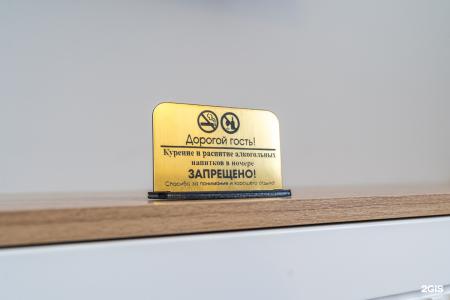 Дорогой гость!
Курение и распитие алкогольных
напитков в номере
ЗАПРЕЩЕНО!
Спасибо за понимание и хорошего отдыха!
2GIS